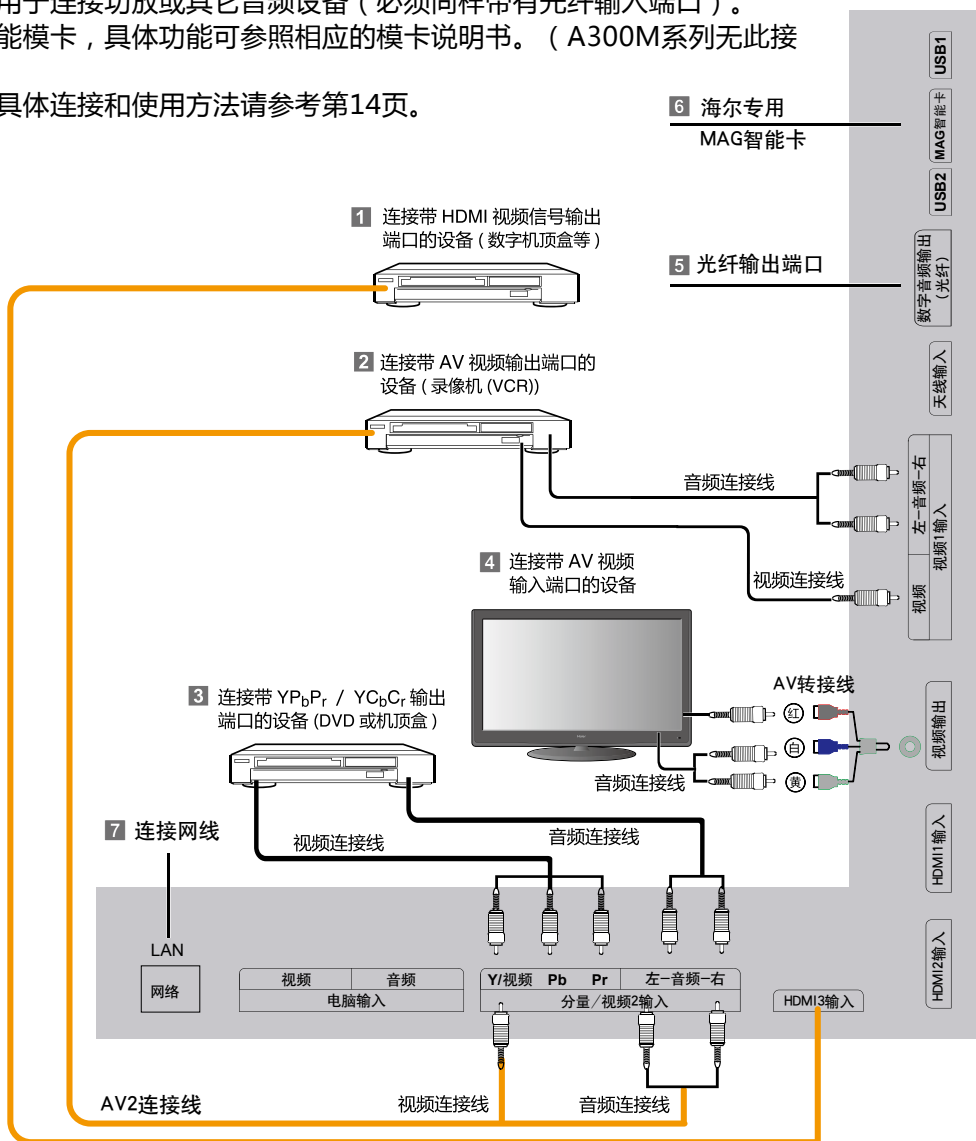 用于连接功放或其它音频设备（必须同样带有光纤输入端口）。
能模卡，具体功能可参照相应的模卡说明书。（A300M系列无此接
具体连接和使用方法请参考第14页。
6 海尔专用
MAG智能卡
USB1
MAG智能卡
USB2
1 连接带 HDMI 视频信号输出
端口的设备 ( 数字机顶盒等 )
5 光纤输出端口
数字音频输出
（光纤）
天线输入
2 连接带 AV 视频输出端口的
设备 ( 录像机 (VCR))
音频连接线
左-音频-右
视频
视频1输入
视频连接线
4 连接带 AV 视频
输入端口的设备
AV转接线
红
白
黄
视频输出
音频连接线
3 连接带 YPbPr / YCbCr 输出
端口的设备 (DVD 或机顶盒 )
视频连接线
音频连接线
HDMI1输入
HDMI2输入
7 连接网线
LAN
网络
视频 音频
电脑输入
Y/视频 Pb Pr 左-音频-右
分量/视频2输入
HDMI3输入
AV2连接线
视频连接线
音频连接线